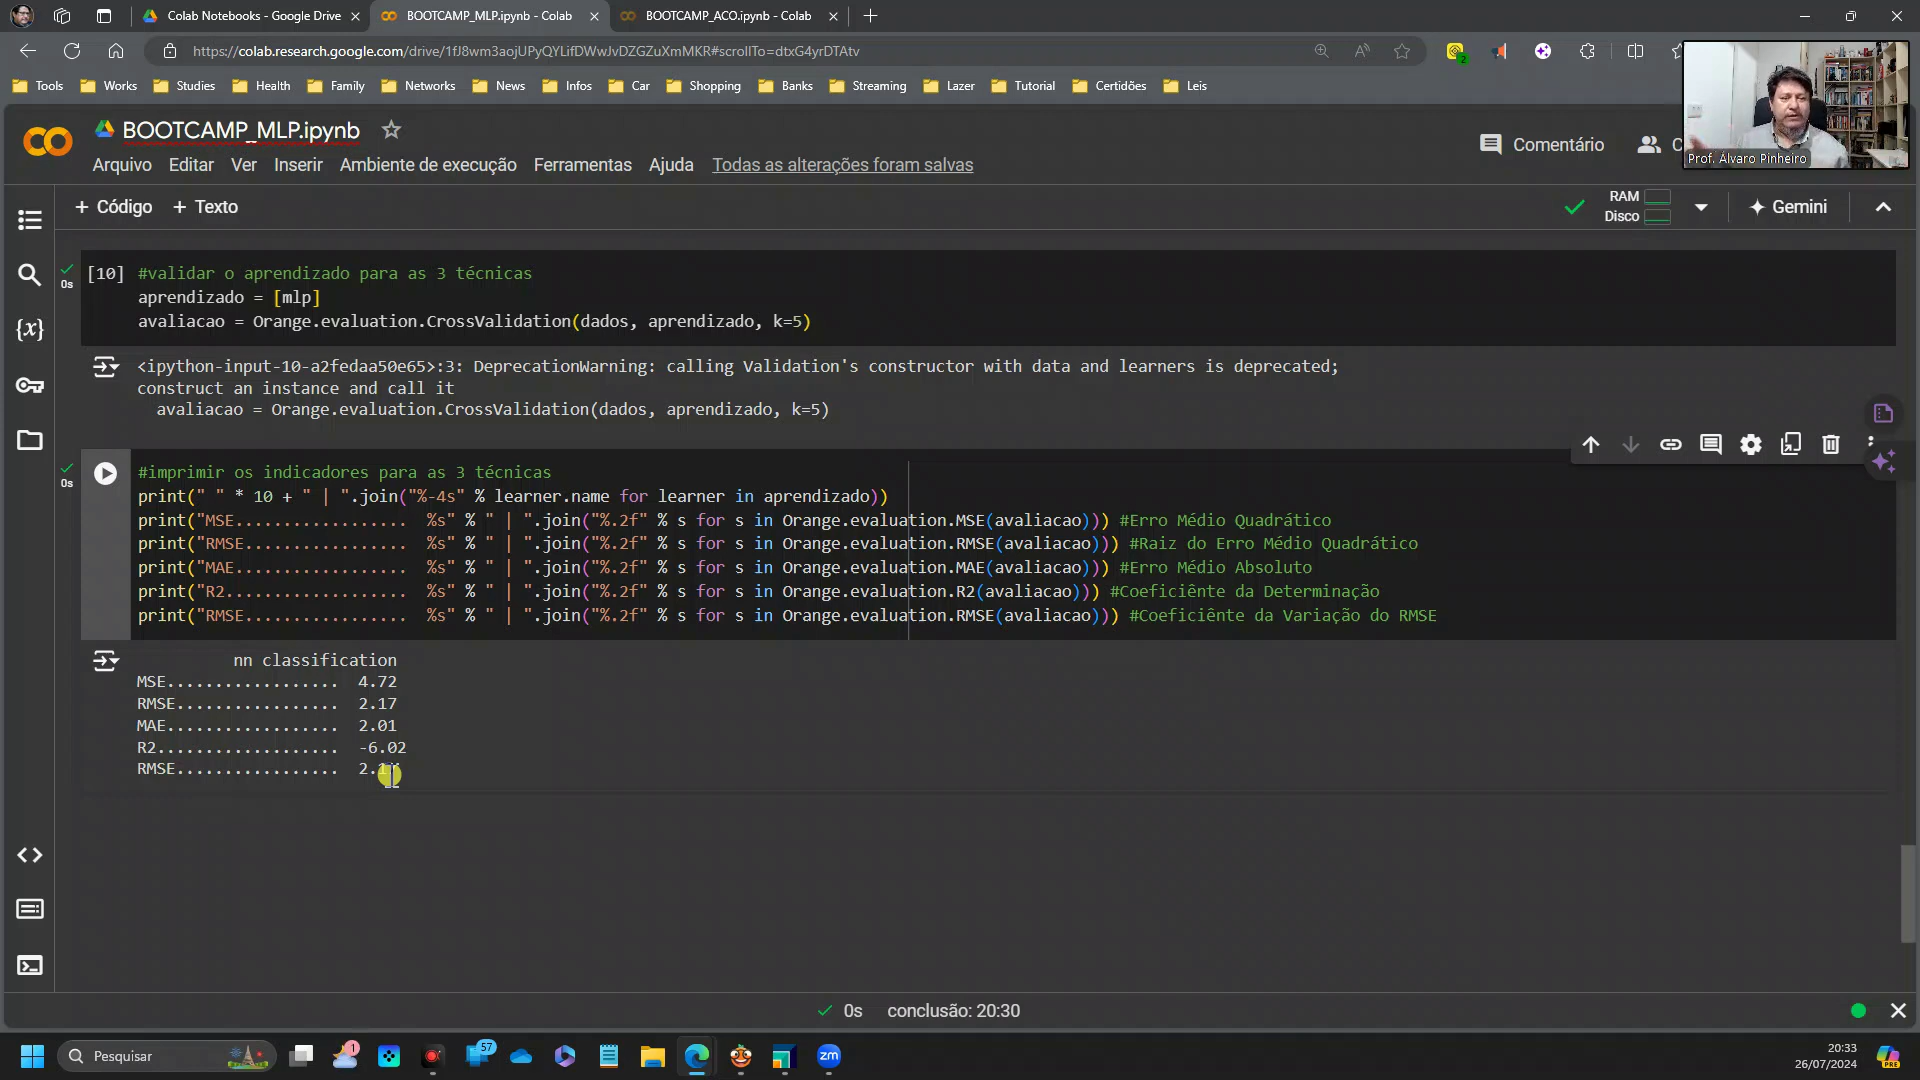 Colab Notebooks - Google Drive
BOOTCAMP_MLP.ipynb - Colab
BOOTCAMP_ACO.ipynb - Colab
https://colab.research.google.com/drive/1fJ8wm3aojUPyQYLifDWwJvDZGZuXmMKR#scrollTo=dtxG4yrDTAtv
2
Tools Works Studies Health Family Networks News Infos Car Shopping Banks Streaming Lazer Tutorial Certidões Leis
BOOTCAMP_MLP.ipynb
Comentário
Prof. Álvaro Pinheiro
Arquivo Editar Ver Inserir Ambiente de execução Ferramentas Ajuda Todas as alterações foram salvas
+ Código + Texto
RAM
Disco
Gemini
[10] #validar o aprendizado para as 3 técnicas
0s
aprendizado = [mlp]
avaliacao = Orange.evaluation.CrossValidation(dados, aprendizado, k=5)
<ipython-input-10-a2fedaa50e65>:3: DeprecationWarning: calling Validation's constructor with data and learners is deprecated;
construct an instance and call it
avaliacao = Orange.evaluation.CrossValidation(dados, aprendizado, k=5)
0s
#imprimir os indicadores para as 3 técnicas
print(" " * 10 + " | ".join("%-4s" % learner.name for learner in aprendizado))
print("MSE.................. %s" % " | ".join("%.2f" % s for s in Orange.evaluation.MSE(avaliacao))) #Erro Médio Quadrático
print("RMSE................. %s" % " | ".join("%.2f" % s for s in Orange.evaluation.RMSE(avaliacao))) #Raiz do Erro Médio Quadrático
print("MAE.................. %s" % " | ".join("%.2f" % s for s in Orange.evaluation.MAE(avaliacao))) #Erro Médio Absoluto
print("R2................... %s" % " | ".join("%.2f" % s for s in Orange.evaluation.R2(avaliacao))) #Coeficiênte da Determinação
print("RMSE................. %s" % " | ".join("%.2f" % s for s in Orange.evaluation.RMSE(avaliacao))) #Coeficiênte da Variação do RMSE
nn classification
MSE.................. 4.72
RMSE................. 2.17
MAE.................. 2.01
R2................... -6.02
RMSE.................
0s conclusão: 20:30
Pesquisar
1
57
zm
20:33
26/07/2024
PRE